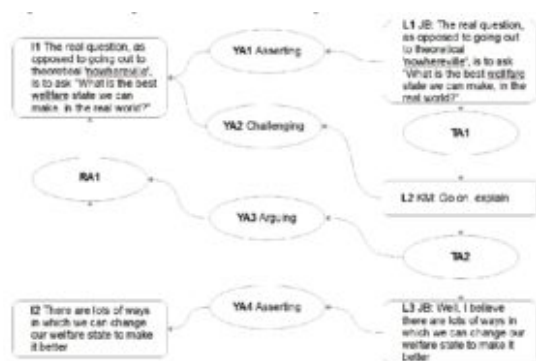 I1 The real question, as
opposed to going out to
theoretical 'nowhereville',
is to ask "What is the best
wellfare state we can
make, in the real world?"
YA1 Asserting
L1 JB: The real question,
as opposed to going out
to theoretical
'nowhereville', is to ask
"What is the best wellfare
state we can make, in the
real world?"
YA2 Challenging
TA1
RA1
L2 KM: Go on, explain
YA3 Arguing
TA2
I2 There are lots of ways
in which we can change
our welfare state to make
it better
YA4 Asserting
L3 JB: Well, I believe
there are lots of ways in
which we can change our
welfare state to make it
better